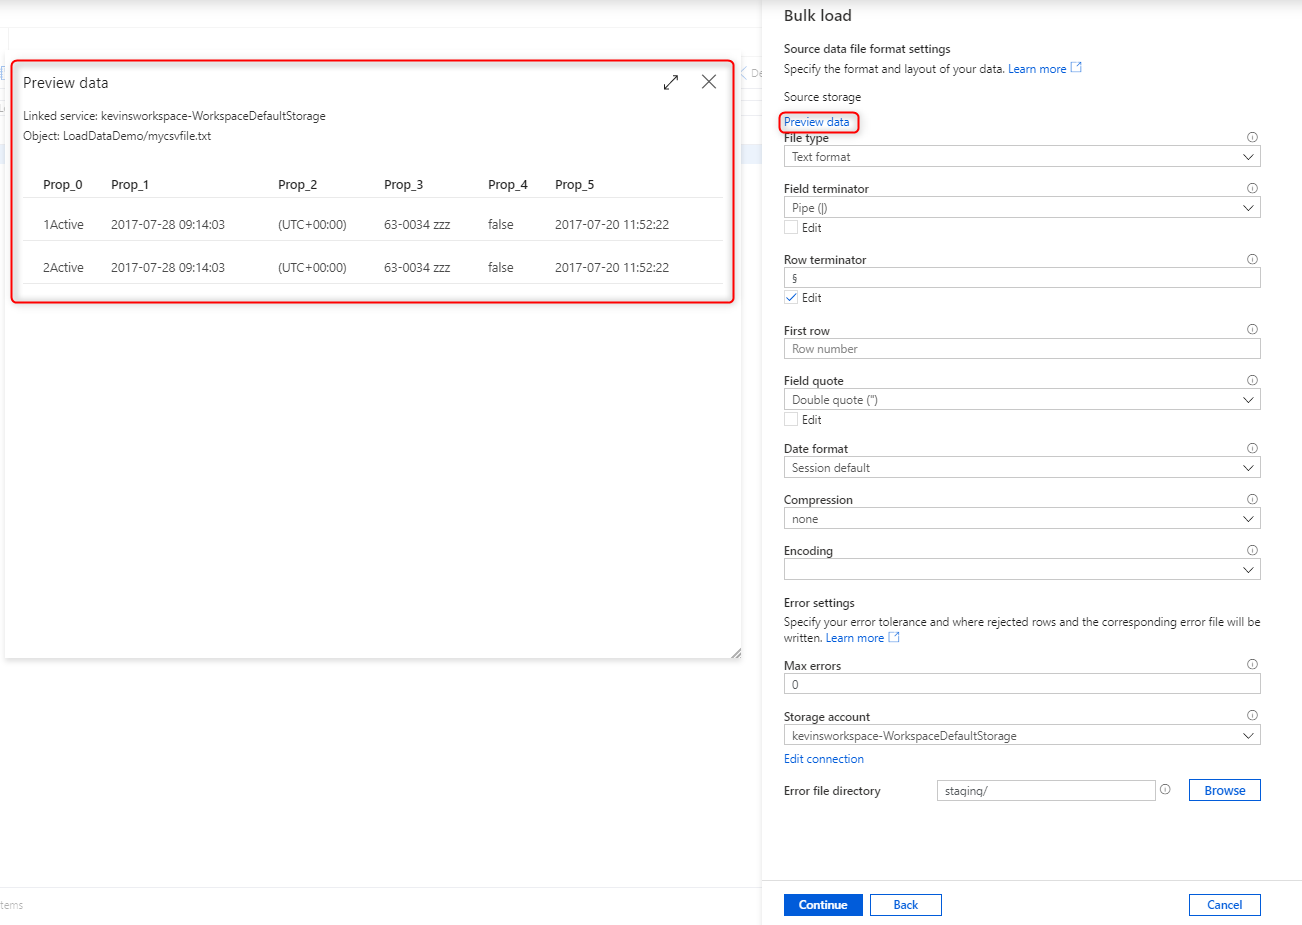 Preview data
Linked service: kevinsworkspace-WorkspaceDefaultStorage
Object: LoadDataDemo/mycsvfile.txt
Prop_0 Prop_1 Prop_2 Prop_3 Prop_4 Prop_5
1Active 2017-07-28 09:14:03 (UTC+00:00) 63-0034 zzz false 2017-07-20 11:52:22
2Active 2017-07-28 09:14:03 (UTC+00:00) 63-0034 zzz false 2017-07-20 11:52:22
De
tems
Bulk load
Source data file format settings
Specify the format and layout of your data. Learn more
Source storage
Preview data
File type
Text format
Field terminator
Pipe (|)
Edit
Row terminator
§
Edit
First row
Row number
Field quote
Double quote (")
Edit
Date format
Session default
Compression
none
Encoding
Error settings
Specify your error tolerance and where rejected rows and the corresponding error file will be
written. Learn more
Max errors
0
Storage account
kevinsworkspace-WorkspaceDefaultStorage
Edit connection
Error file directory staging/ Browse
Continue Back Cancel